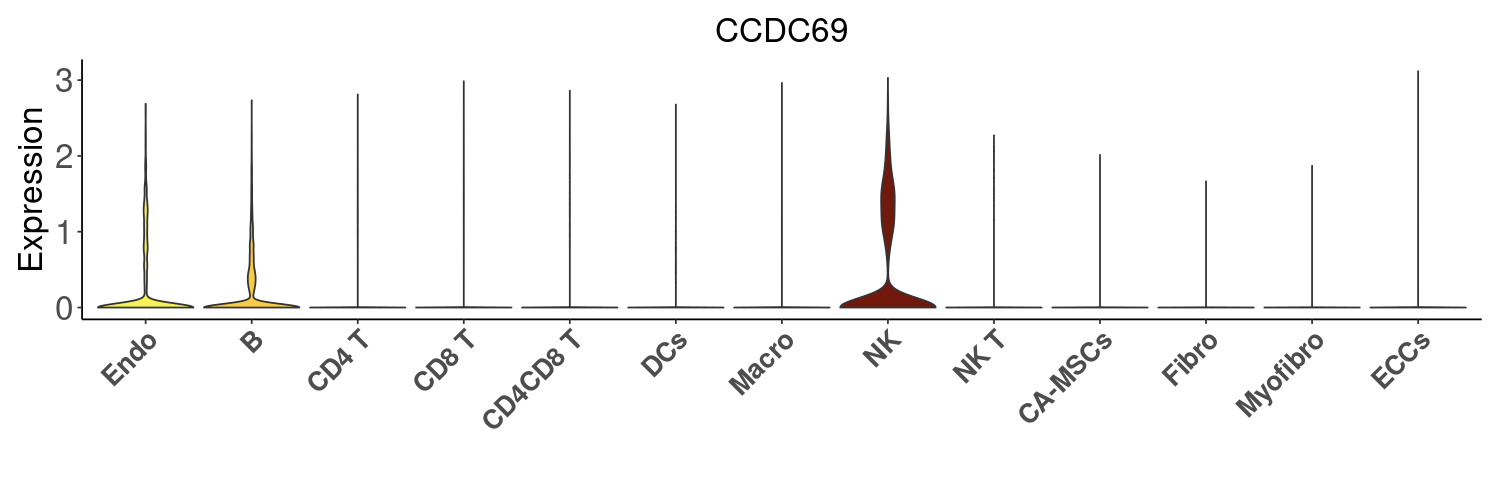 CCDC69
Expression
3
2
1
0
Endo
B
CD4 T
CD8 T
CD4CD8 T
DCs
Macro
NK
NK T
CA-MSCs
Fibro
Myofibro
ECCs